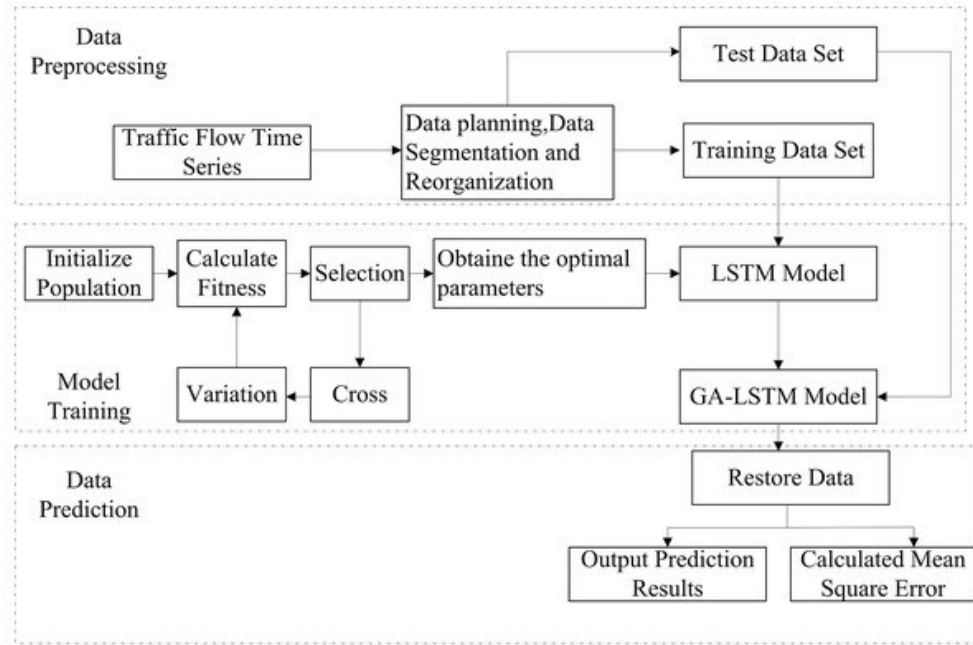 Data
Preprocessing
Test Data Set
Traffic Flow Time
Series
Data planning,Data
Segmentation and
Reorganization
Training Data Set
Initialize
Population
Calculate
Fitness
Selection
Obtaine the optimal
parameters
LSTM Model
Model
Training
Variation
Cross
GA-LSTM Model
Data
Prediction
Restore Data
Output Prediction
Results
Calculated Mean
Square Error